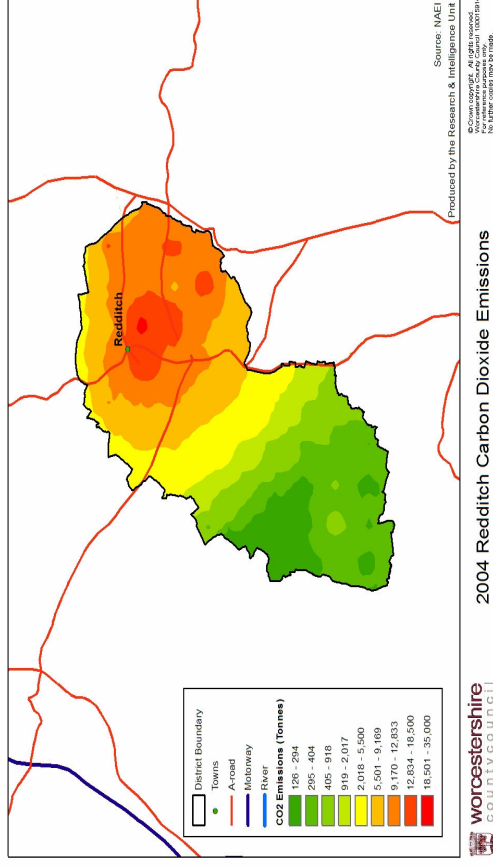 Redditch
District Boundary
Towns
A-road
Motorway
River
CO2 Emissions (Tonnes)
126 - 294
295 - 404
405 - 918
919 - 2,017
2,018 - 5,500
5,501 - 9,169
9,170 - 12,833
12,834 - 18,500
18,501 - 35,000
Source: NAEI
Produced by the Research & Intelligence Unit
worcestershire
countycouncil
2004 Redditch Carbon Dioxide Emissions
© Crown copyright. All rights reserved.
Worcestershire County Council
For reference purposes only.
No further copies may be made.